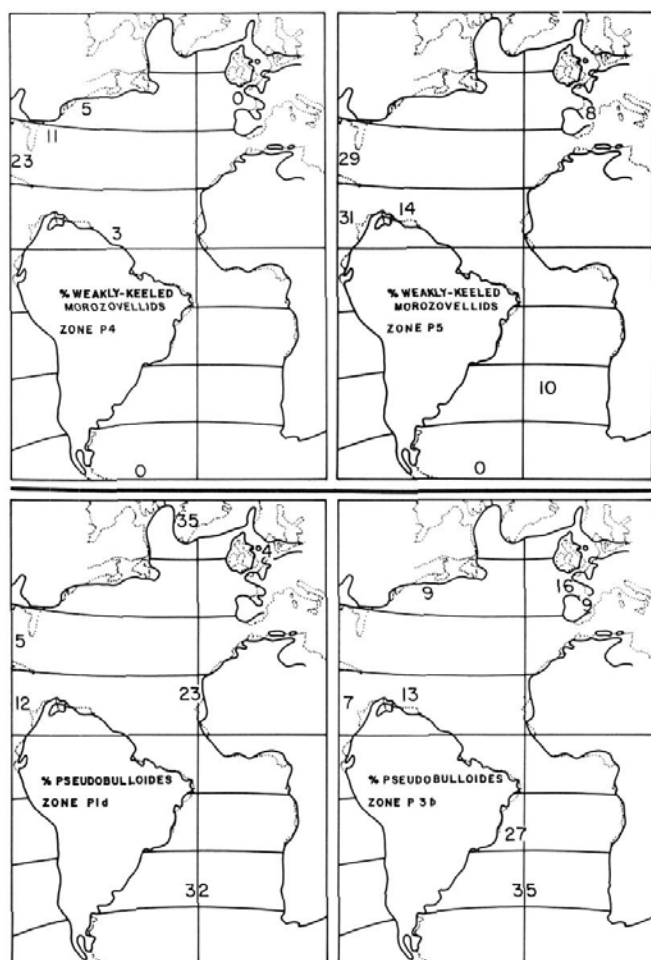 5
0
11
23
3
% WEAKLY-KEELED
MOROZOVELLIDS
ZONE P4
0
8
29
31
14
% WEAKLY-KEELED
MOROZOVELLIDS
ZONE P5
10
0
35
4
5
23
12
% PSEUDOBULLOIDES
ZONE P1d
32
9
16
9
7
13
% PSEUDOBULLOIDES
ZONE P3b
27
35